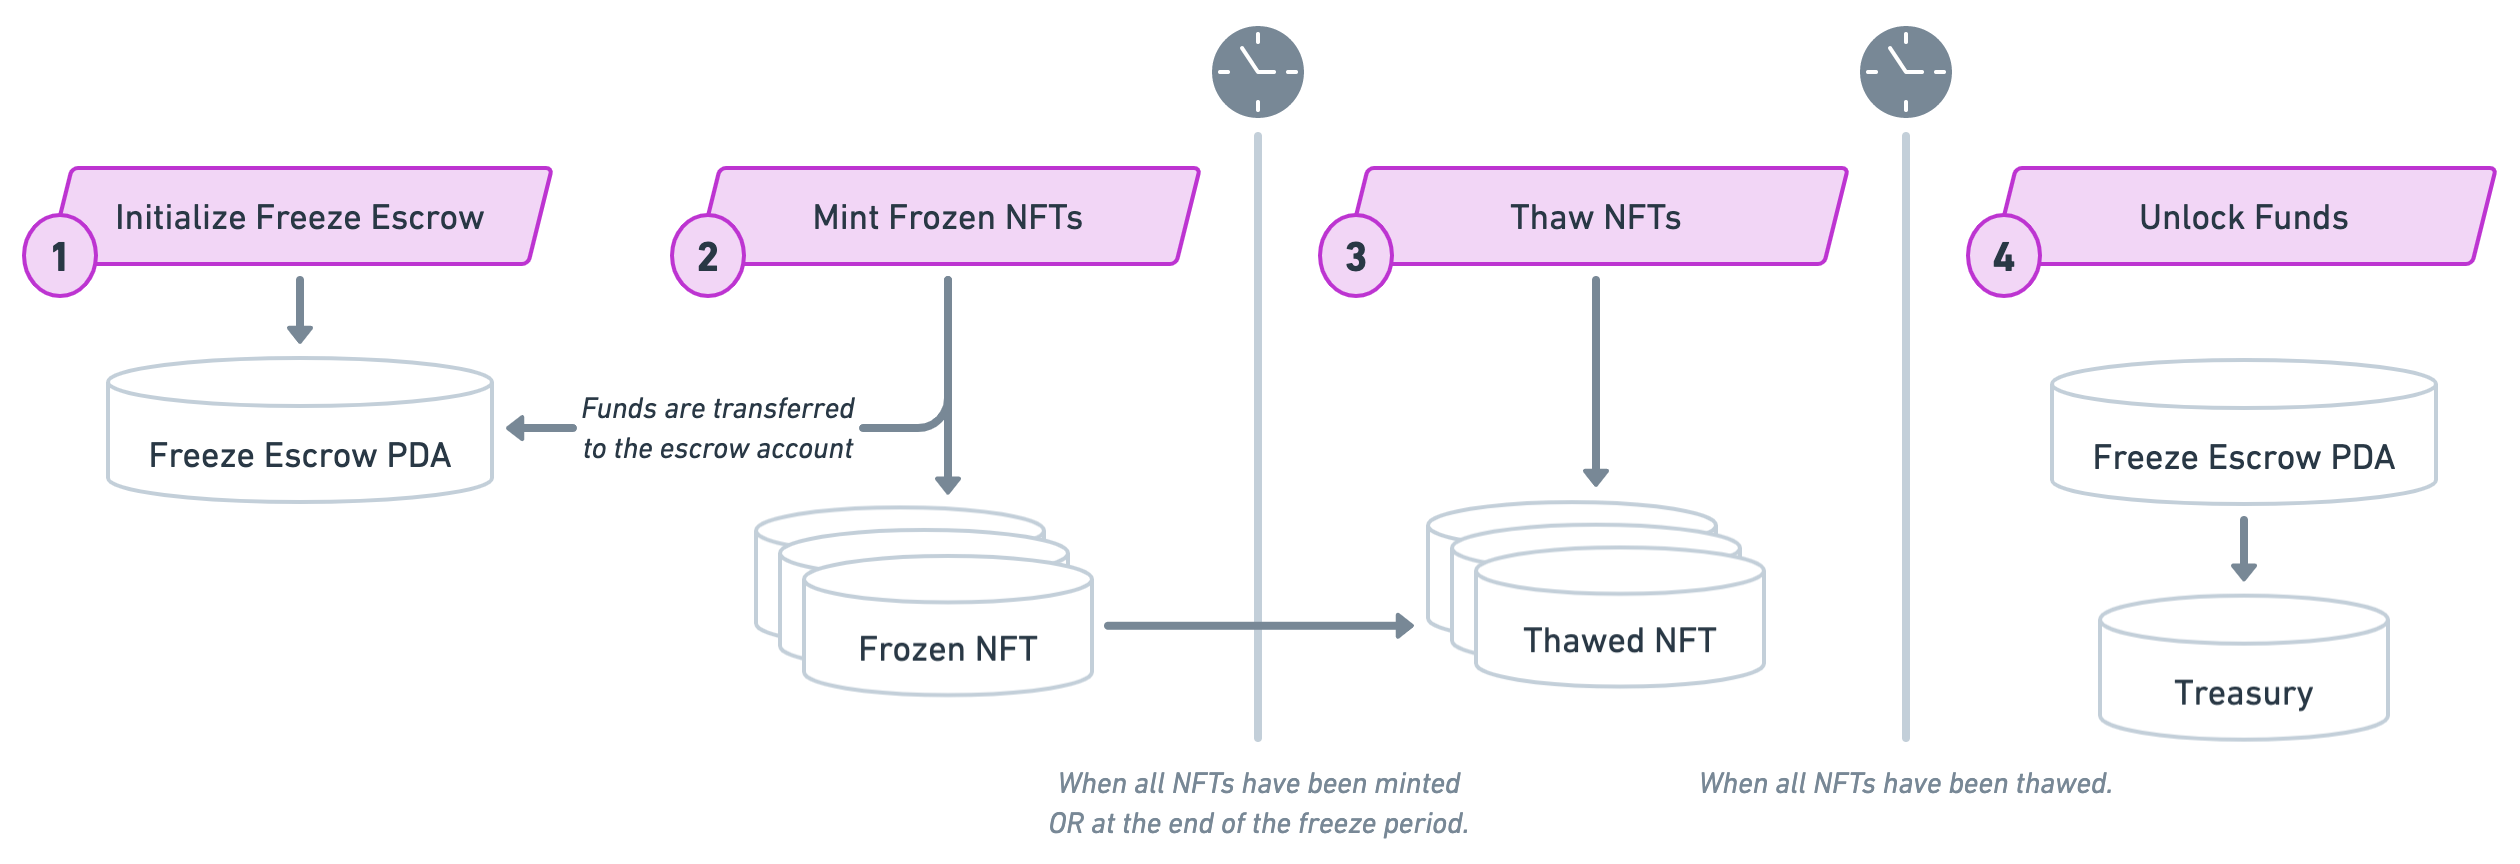 1
Initialize Freeze Escrow
2
Mint Frozen NFTs
3
Thaw NFTs
4
Unlock Funds
Freeze Escrow PDA
Funds are transferred
to the escrow account
Frozen NFT
Thawed NFT
Freeze Escrow PDA
Treasury
When all NFTs have been minted
OR at the end of the freeze period.
When all NFTs have been thawed.